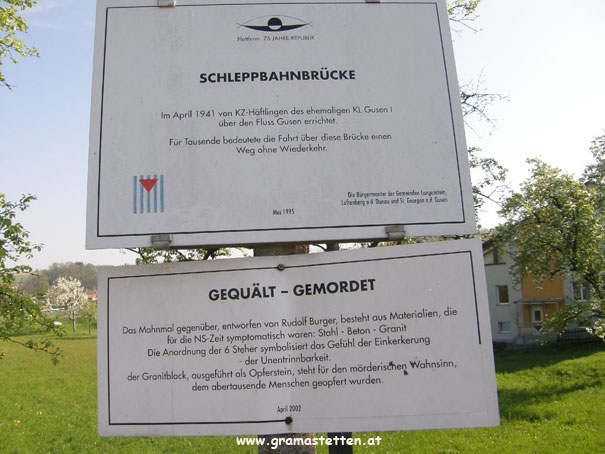 Plattform 75 JAHRE REPUBLIK
SCHLEPPBAHNBRÜCKE
Im April 1941 von KZ-Häftlingen des ehemaligen KL Gusen I
über den Fluss Gusen errichtet.
Für Tausende bedeutete die Fahrt über diese Brücke einen
Weg ohne Wiederkehr.
Die Bürgermeister der Gemeinden Langenstein,
Luftenberg a.d. Donau und St. Georgen a.d. Gusen
Mai 1995
GEQUÄLT – GEMORDET
Das Mahnmal gegenüber, entworfen von Rudolf Burger, besteht aus Materialien, die
für die NS-Zeit symptomatisch waren: Stahl - Beton - Granit
Die Anordnung der 6 Steher symbolisiert das Gefühl der Einkerkerung
- der Unentrinnbarkeit.
der Granitblock, ausgeführt als Opferstein, steht für den mörderischen Wahnsinn,
dem abertausende Menschen geopfert wurden.
April 2002
www.gramastetten.at